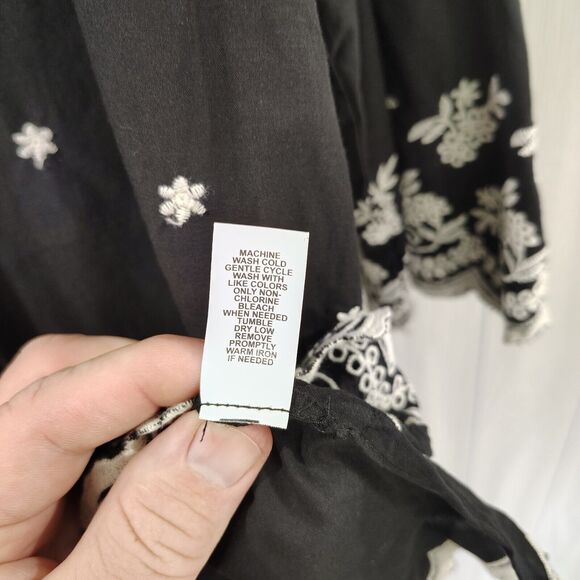 MACHINE
WASH COLD
GENTLE CYCLE
WASH WITH
LIKE COLORS
ONLY NON-
CHLORINE
BLEACH
WHEN NEEDED
TUMBLE
DRY LOW
REMOVE
PROMPTLY
WARM IRON
IF NEEDED